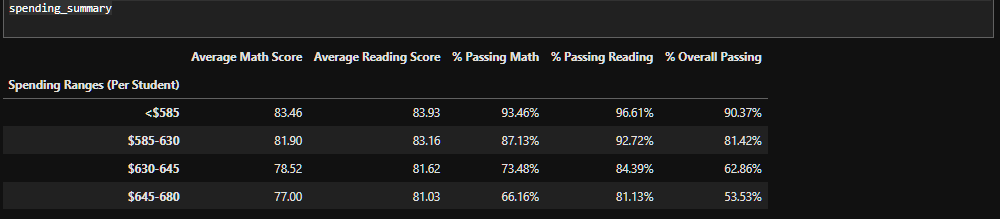 spending_summary
Average Math Score Average Reading Score % Passing Math % Passing Reading % Overall Passing
Spending Ranges (Per Student)
<$585 83.46 83.93 93.46% 96.61% 90.37%
$585-630 81.90 83.16 87.13% 92.72% 81.42%
$630-645 78.52 81.62 73.48% 84.39% 62.86%
$645-680 77.00 81.03 66.16% 81.13% 53.53%